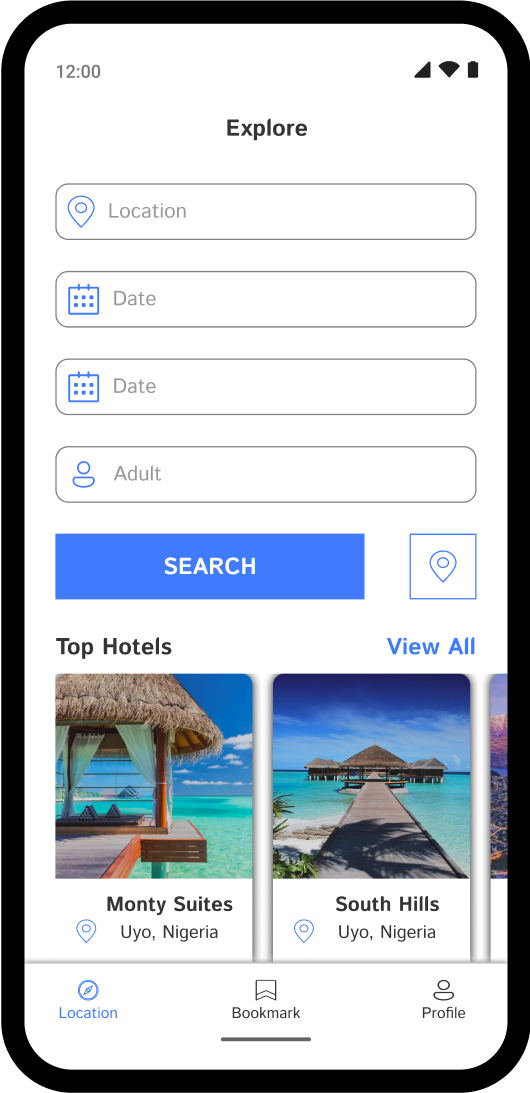 12:00
Explore
Location
Date
Date
Adult
SEARCH
Top Hotels View All
Monty Suites
Uyo, Nigeria
South Hills
Uyo, Nigeria
Location Bookmark Profile